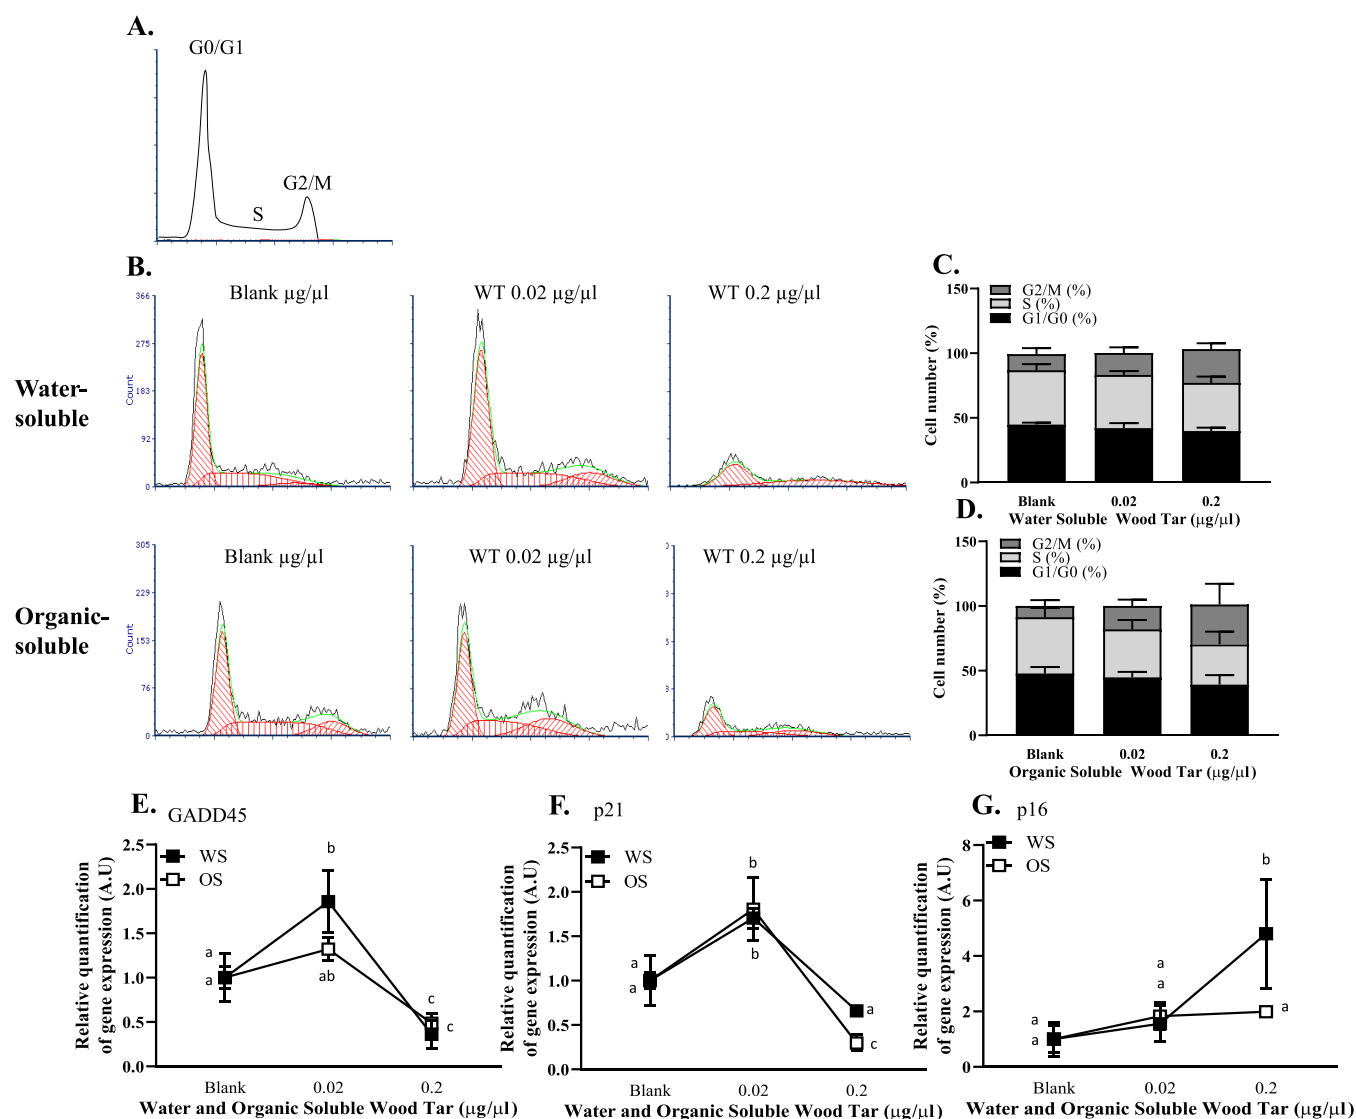 A.
G0/G1
G2/M
S
B.
Blank µg/µl
WT 0.02 µg/µl
WT 0.2 µg/µl
Water-
soluble
366
275
183
92
0
Count
Blank µg/µl
WT 0.02 µg/µl
WT 0.2 µg/µl
Organic-
soluble
305
229
153
76
0
Count
0
3
5
3
0
C.
G2/M (%)
S (%)
G1/G0 (%)
150
100
50
0
Cell number (%)
Blank 0.02 0.2
Water Soluble Wood Tar (µg/µl)
D.
G2/M (%)
S (%)
G1/G0 (%)
150
100
50
0
Cell number (%)
Blank 0.02 0.2
Organic Soluble Wood Tar (µg/µl)
E.
GADD45
WS
OS
2.5
2.0
1.5
1.0
0.5
0.0
Relative quantification
of gene expression (A.U)
a
a
b
ab
c
c
Blank 0.02 0.2
Water and Organic Soluble Wood Tar (µg/µl)
F.
p21
WS
OS
2.5
2.0
1.5
1.0
0.5
0.0
Relative quantification
of gene expression (A.U)
a
a
b
b
a
c
Blank 0.02 0.2
Water and Organic Soluble Wood Tar (µg/µl)
G.
p16
WS
OS
8
6
4
2
0
Relative quantification
of gene expression (A.U)
a
a
a
a
b
a
Blank 0.02 0.2
Water and Organic Soluble Wood Tar (µg/µl)